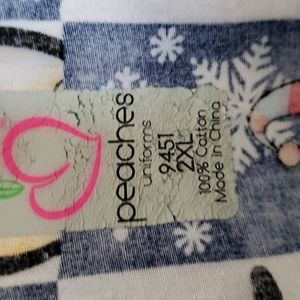 peaches
uniforms
9451
2XL
100% Cotton
Made in China